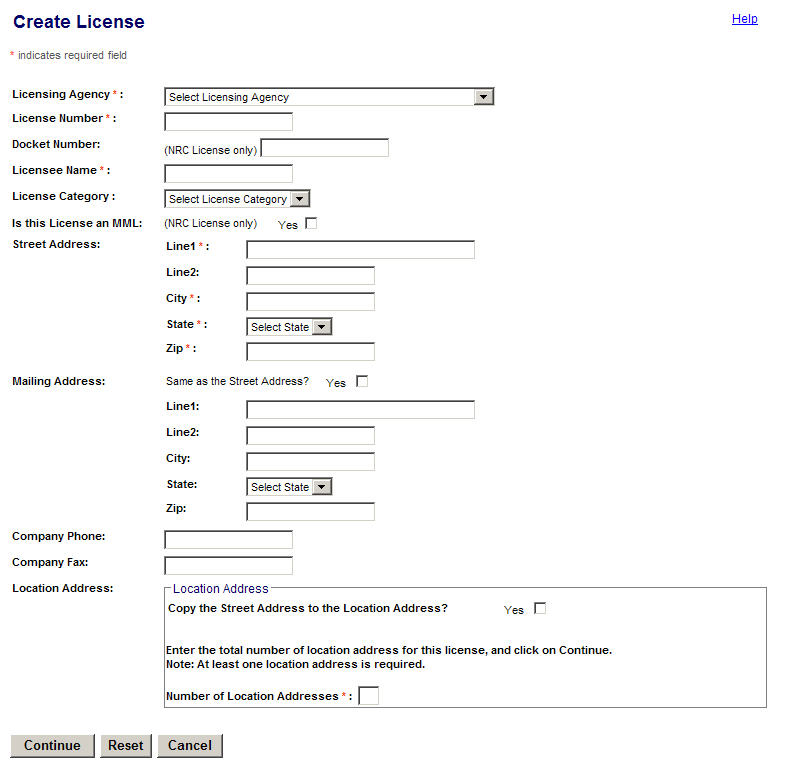 Create License Help
* indicates required field
Licensing Agency * : Select Licensing Agency
License Number * :
Docket Number: (NRC License only)
Licensee Name * :
License Category : Select License Category
Is this License an MML: (NRC License only) Yes
Street Address: Line1 * :
Line2:
City * :
State * : Select State
Zip * :
Mailing Address: Same as the Street Address? Yes
Line1:
Line2:
City:
State: Select State
Zip:
Company Phone:
Company Fax:
Location Address: Location Address
Copy the Street Address to the Location Address? Yes
Enter the total number of location address for this license, and click on Continue.
Note: At least one location address is required.
Number of Location Addresses * :
Continue Reset Cancel